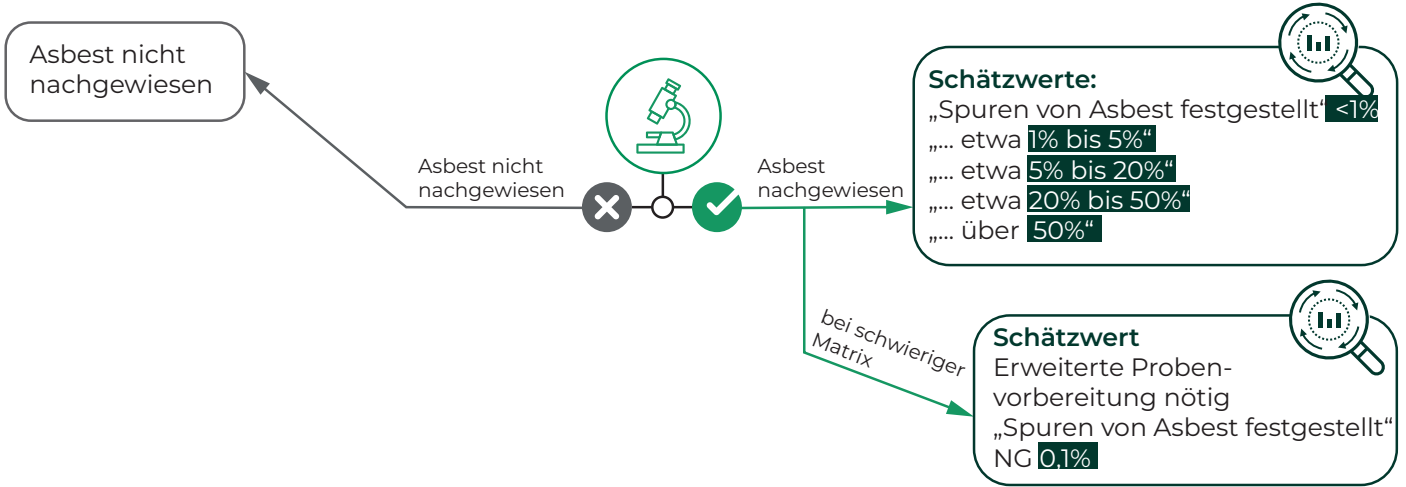 Asbest nicht
nachgewiesen
Asbest nicht
nachgewiesen
Asbest
nachgewiesen
Schätzwerte:
„Spuren von Asbest festgestellt“ <1%
„... etwa 1% bis 5%“
„... etwa 5% bis 20%“
„... etwa 20% bis 50%“
„... über 50%“
bei schwieriger
Matrix
Schätzwert
Erweiterte Proben-
vorbereitung nötig
„Spuren von Asbest festgestellt“
NG 0,1%